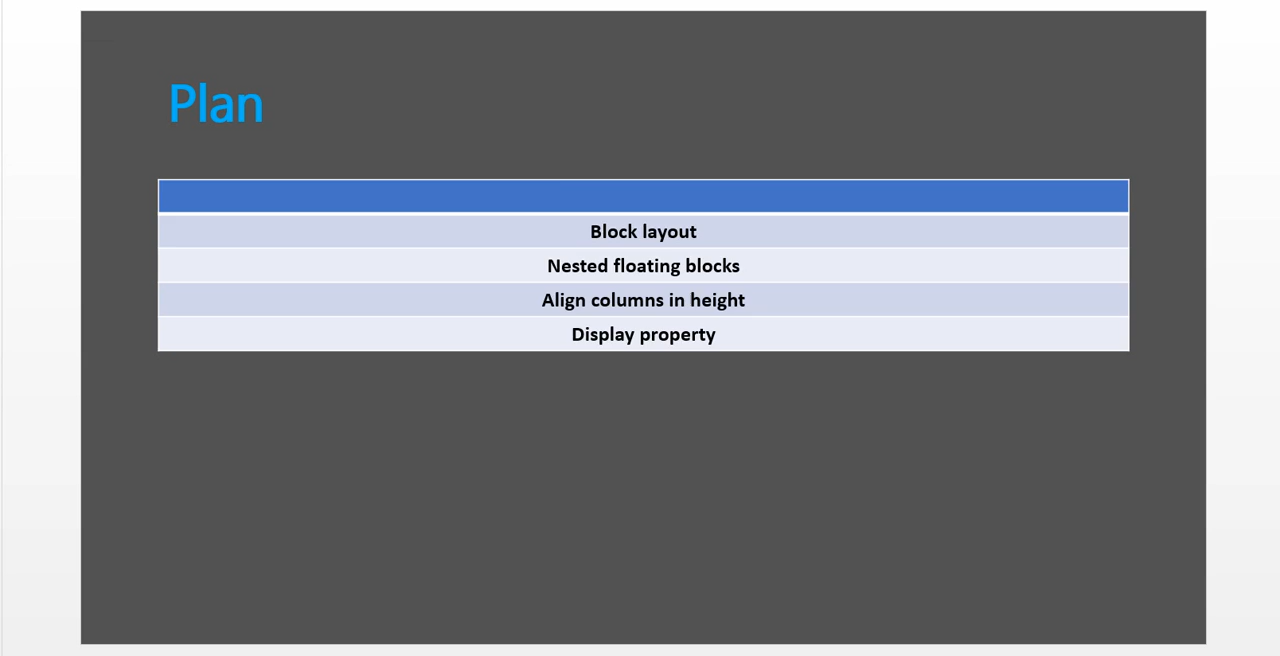 Plan
Block layout
Nested floating blocks
Align columns in height
Display property